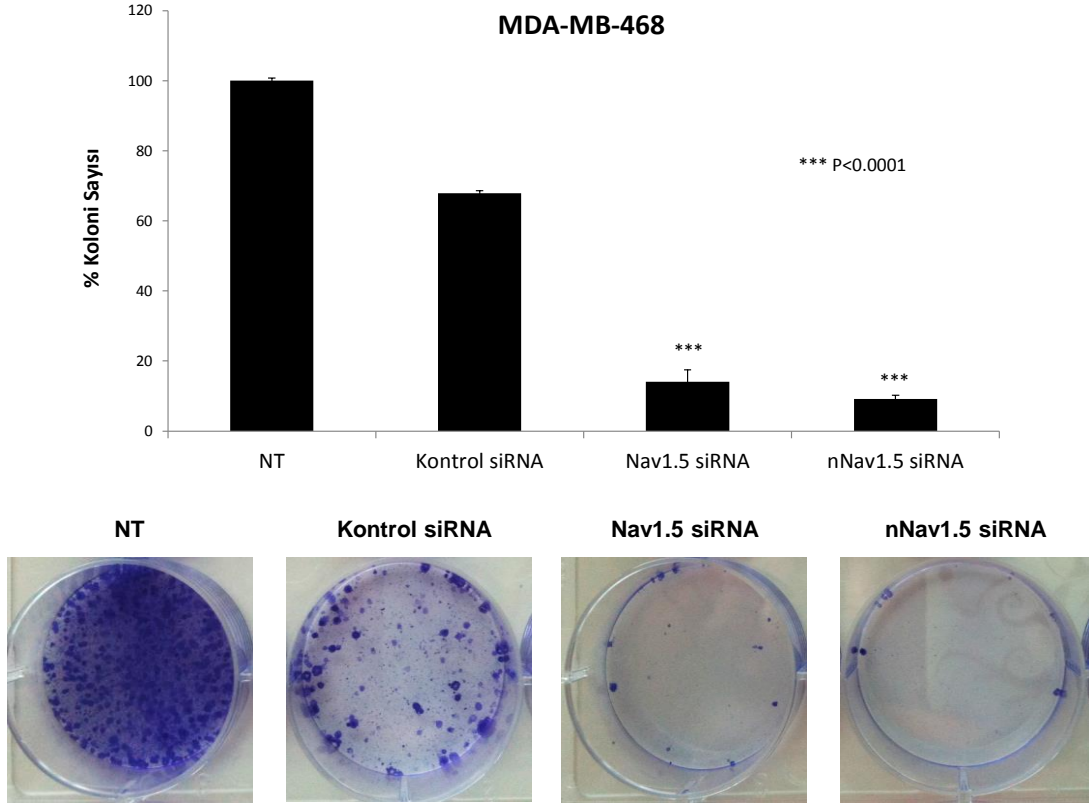 MDA-MB-468
% Koloni Sayısı
120
100
80
60
40
20
0
*** P<0.0001
***
***
NT Kontrol siRNA Nav1.5 siRNA nNav1.5 siRNA
NT Kontrol siRNA Nav1.5 siRNA nNav1.5 siRNA